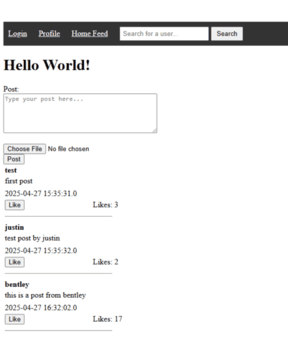 Login Profile Home Feed Search for a user... Search
Hello World!
Post:
Type your post here...
Choose File No file chosen
Post
test
first post
2025-04-27 15:35:31.0
Like Likes: 3
justin
test post by justin
2025-04-27 15:35:32.0
Like Likes: 2
bentley
this is a post from bentley
2025-04-27 16:32:02.0
Like Likes: 17